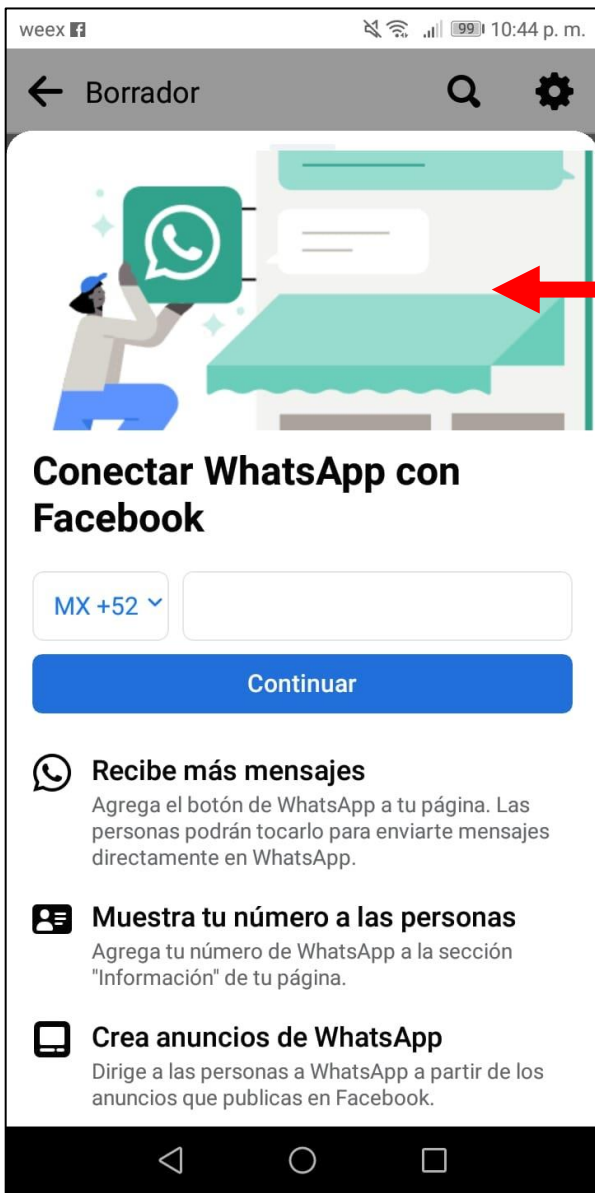 weex 99 10:44 p. m.
Borrador
Conectar WhatsApp con
Facebook
MX +52
Continuar
Recibe más mensajes
Agrega el botón de WhatsApp a tu página. Las
personas podrán tocarlo para enviarte mensajes
directamente en WhatsApp.
Muestra tu número a las personas
Agrega tu número de WhatsApp a la sección
"Información" de tu página.
Crea anuncios de WhatsApp
Dirige a las personas a WhatsApp a partir de los
anuncios que publicas en Facebook.